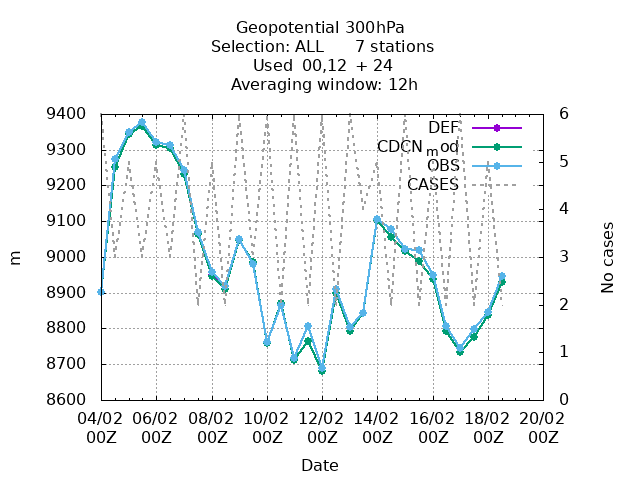 Geopotential 300hPa
Selection: ALL 7 stations
Used 00,12 + 24
Averaging window: 12h
9400
9300
9200
9100
9000
8900
8800
8700
8600
m
6
5
4
3
2
1
0
No cases
DEF
CDCN_mod
OBS
CASES
04/02 06/02 08/02 10/02 12/02 14/02 16/02 18/02 20/02
00Z 00Z 00Z 00Z 00Z 00Z 00Z 00Z 00Z
Date